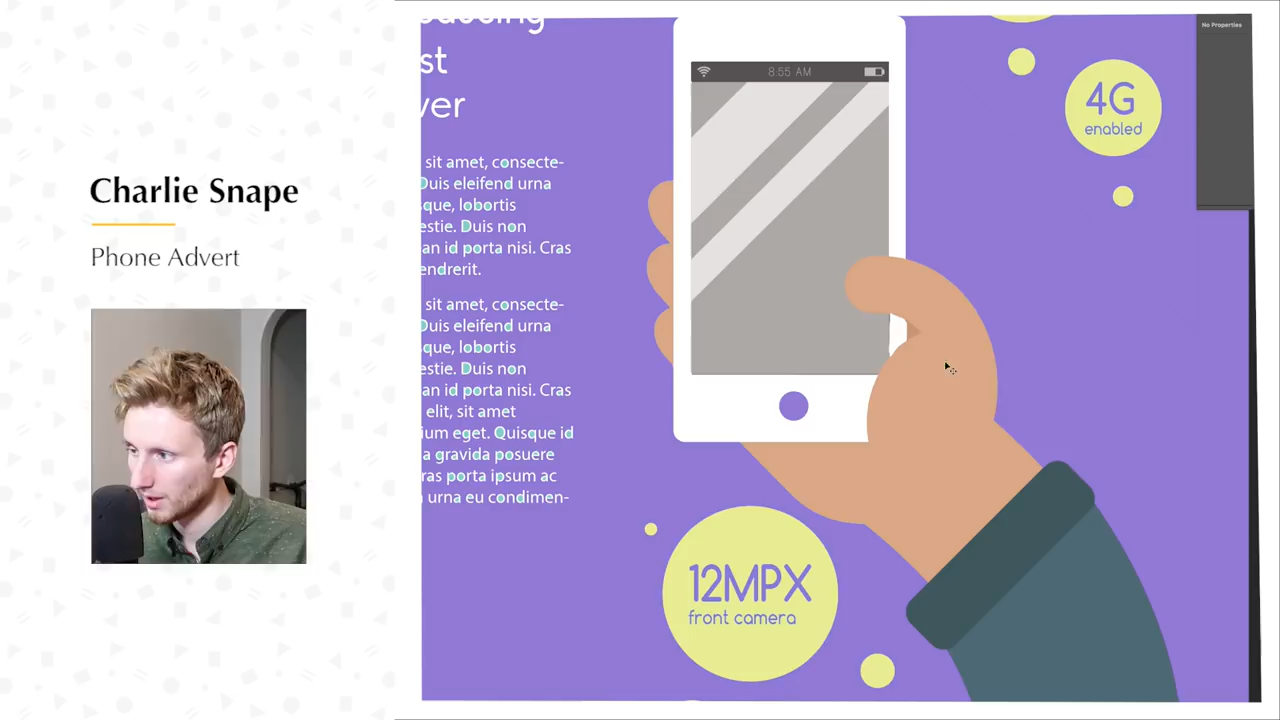 Charlie Snape
Phone Advert
st
ver
sit amet, consecte-
Duis eleifend urna
sque, lobortis
estie. Duis non
an id porta nisi. Cras
endrerit.
sit amet, consecte-
Duis eleifend urna
sque, lobortis
estie. Duis non
an id porta nisi. Cras
elit, sit amet
ium eget. Quisque id
a gravida posuere
ras porta ipsum ac
urna eu condimen-
8:55 AM
4G
enabled
12MPX
front camera
No Properties